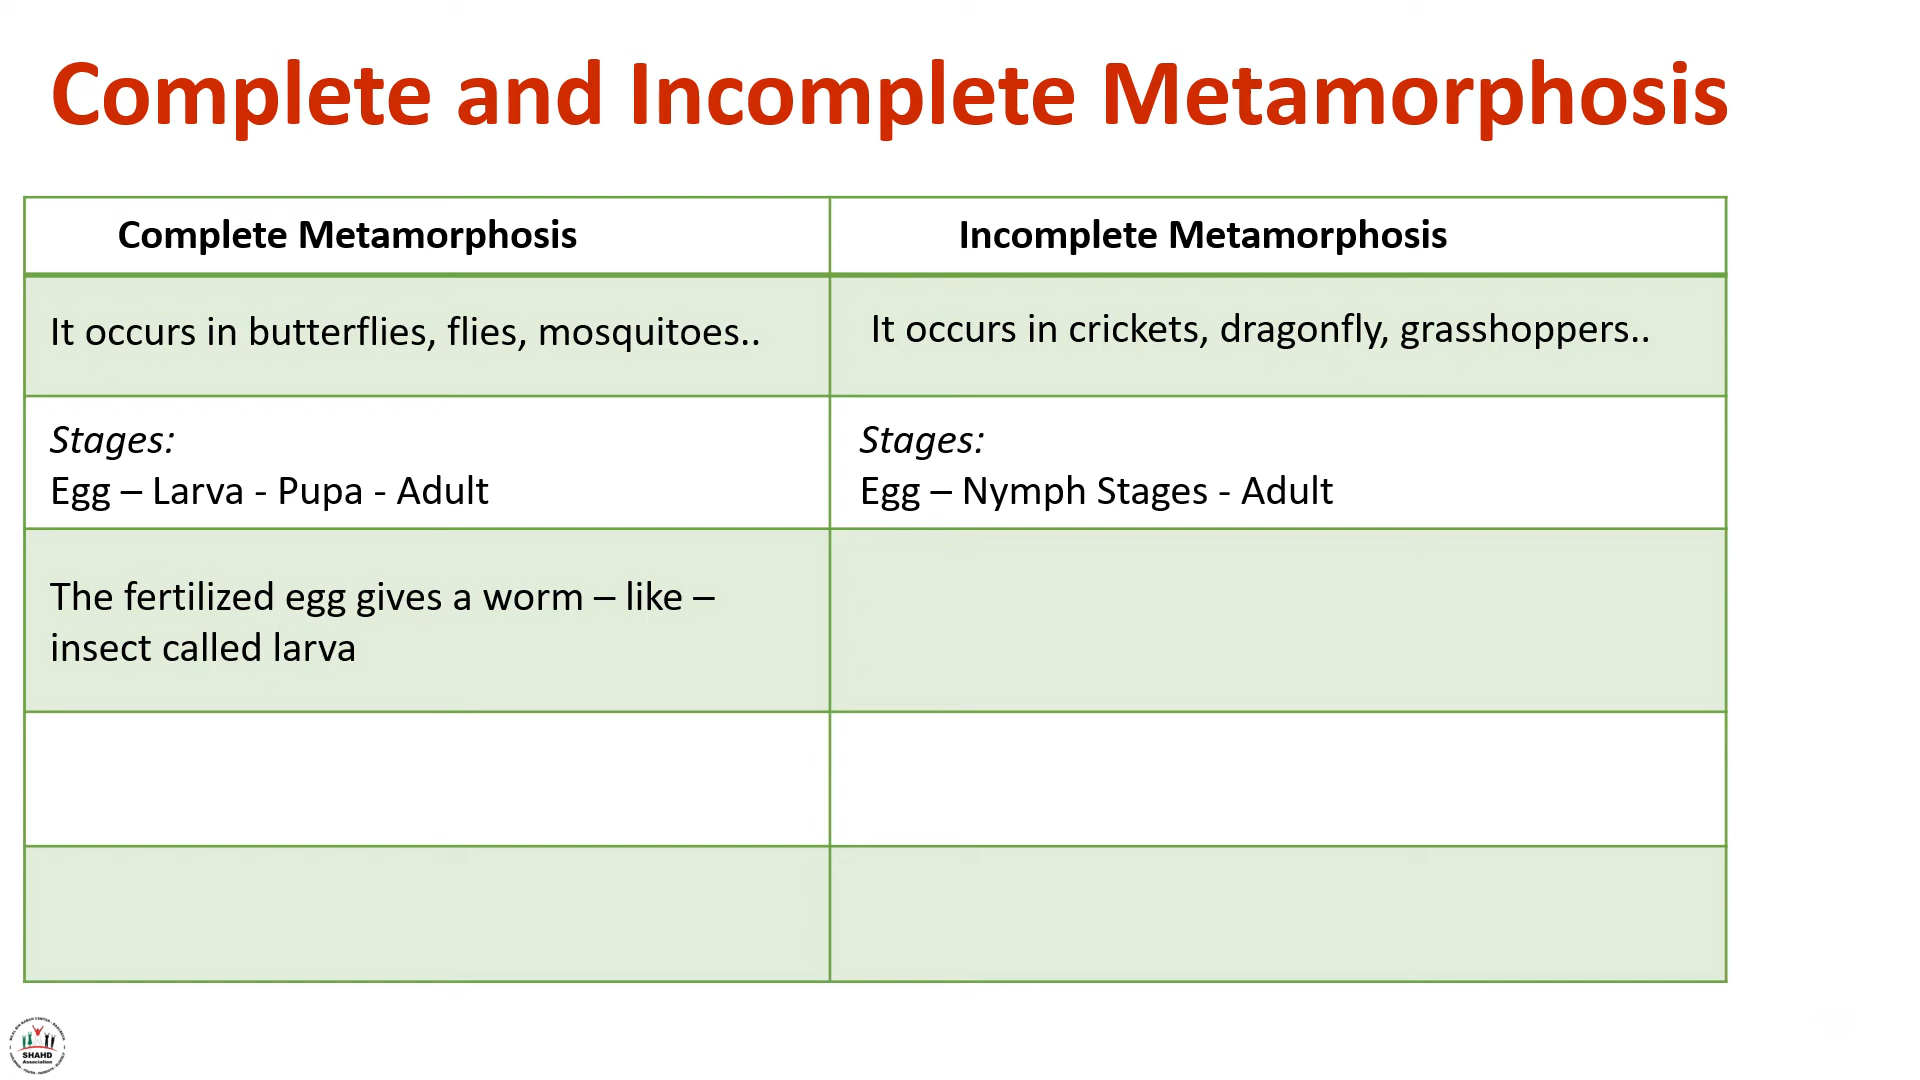 Complete and Incomplete Metamorphosis
Complete Metamorphosis
Incomplete Metamorphosis
It occurs in butterflies, flies, mosquitoes..
It occurs in crickets, dragonfly, grasshoppers..
Stages:
Egg – Larva - Pupa - Adult
Stages:
Egg – Nymph Stages - Adult
The fertilized egg gives a worm – like –
insect called larva
SHAHD
Association